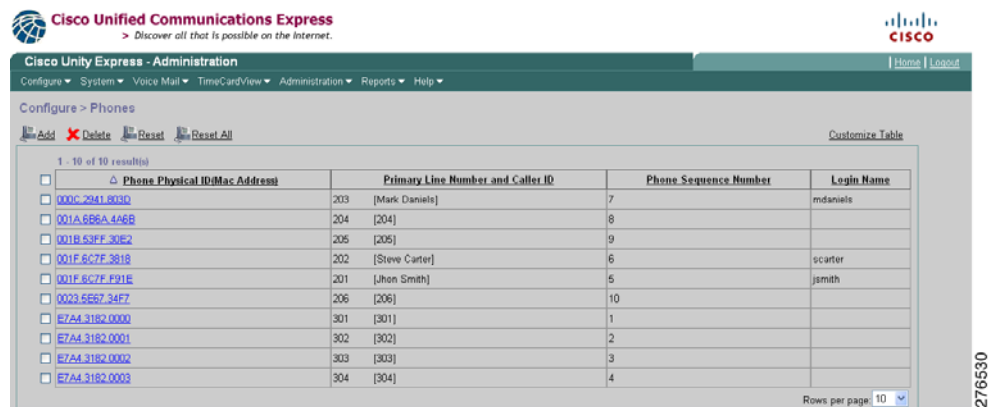 Cisco Unified Communications Express
> Discover all that is possible on the Internet.
CISCO
Cisco Unity Express - Administration
Home | Logout
Configure System Voice Mail TimeCardView Administration Reports Help
Configure > Phones
Add Delete Reset Reset All Customize Table
1 - 10 of 10 result(s)
Phone Physical ID(Mac Address) Primary Line Number and Caller ID Phone Sequence Number Login Name
000C.2941.803D 203 [Mark Daniels] 7 mdaniels
001A.6B6A.4A6B 204 [204] 8
001B.53FF.30E2 205 [205] 9
001F.6C7F.3818 202 [Steve Carter] 6 scarter
001F.6C7F.F91E 201 [Jhon Smith] 5 jsmith
0023.5E67.34F7 206 [206] 10
E7A4.3182.0000 301 [301] 1
E7A4.3182.0001 302 [302] 2
E7A4.3182.0002 303 [303] 3
E7A4.3182.0003 304 [304] 4
Rows per page: 10
276530